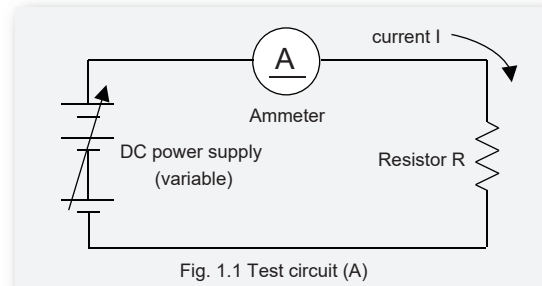 current I
A
Ammeter
DC power supply
(variable)
Resistor R
Fig. 1.1 Test circuit (A)